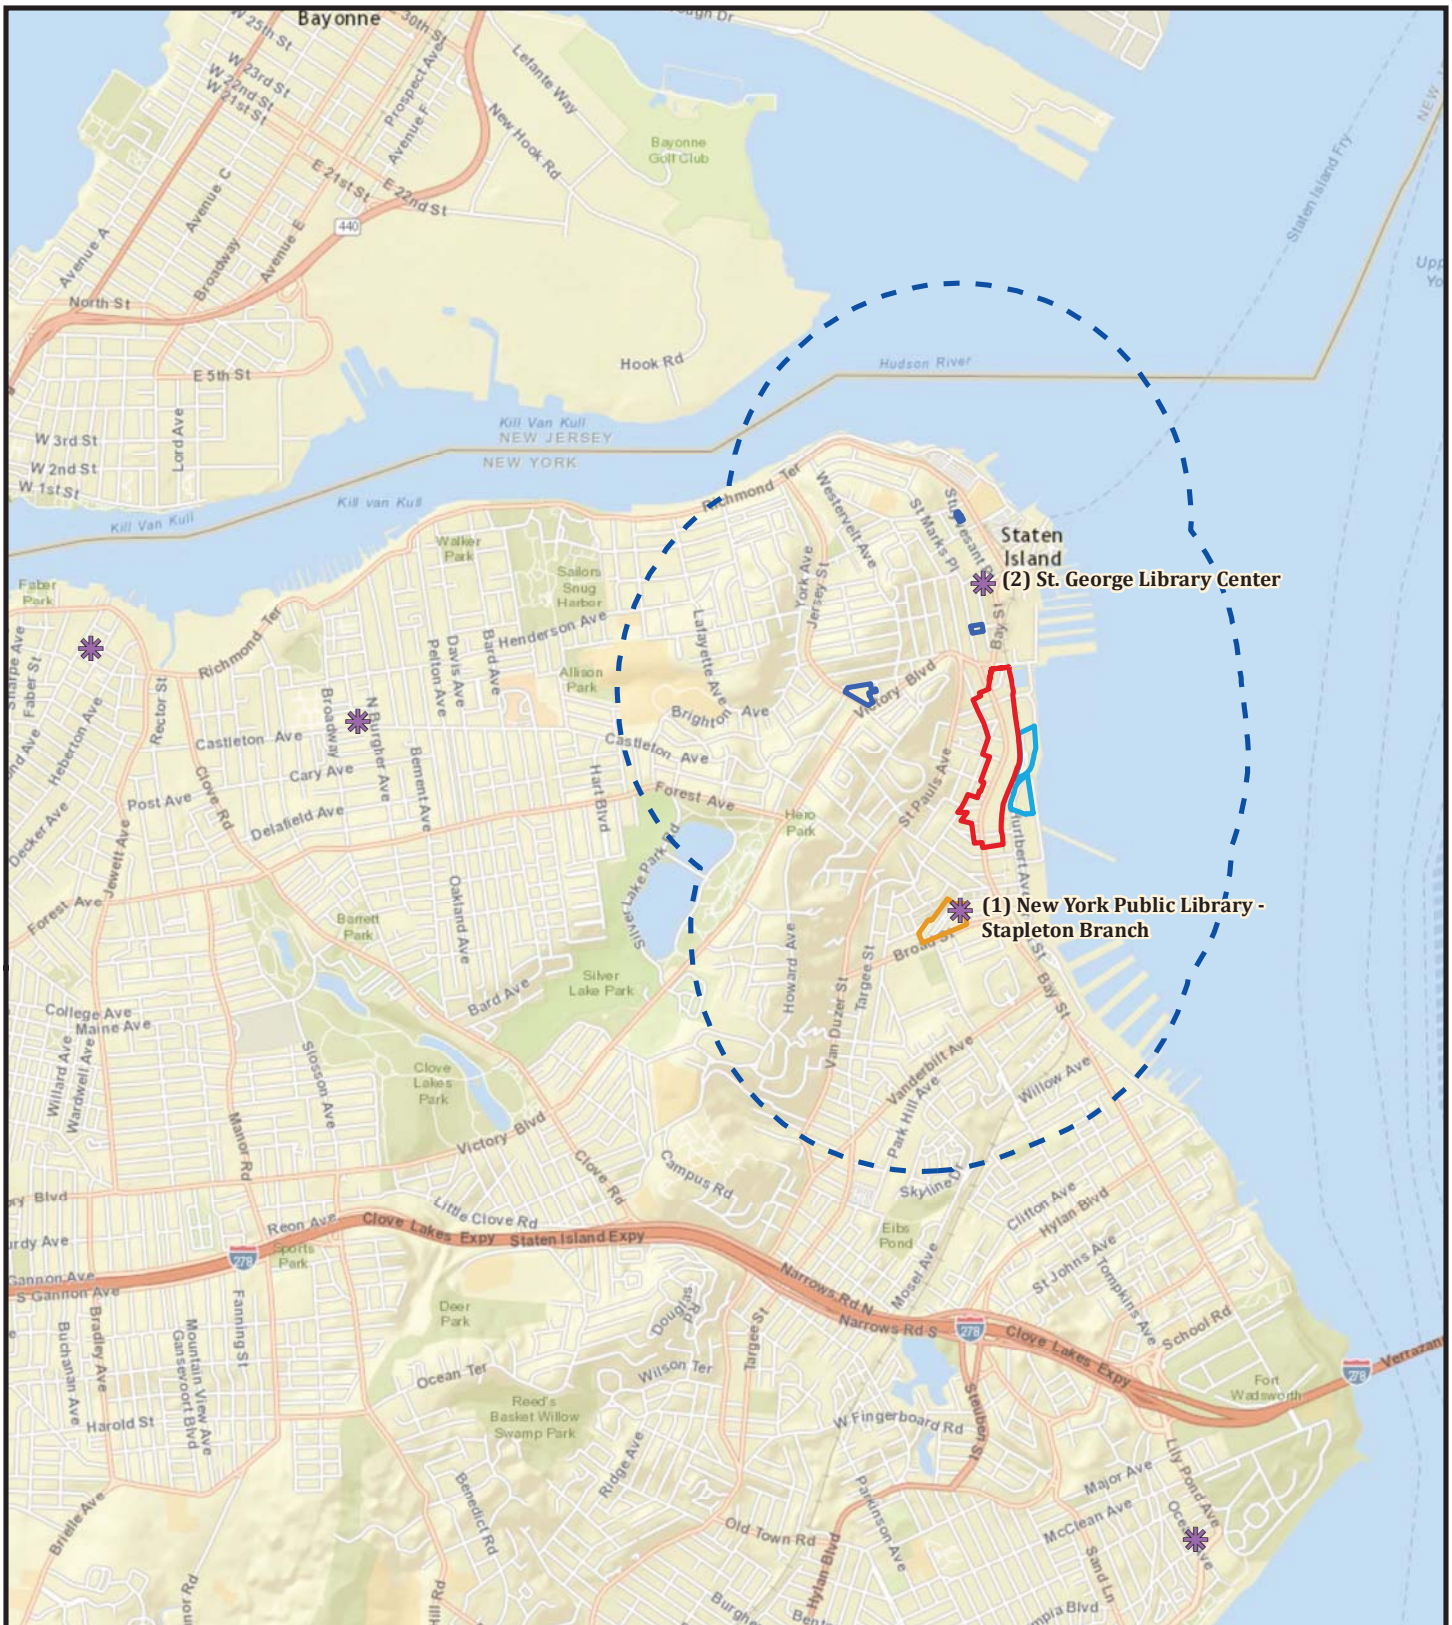 Bayonne
W 25th St
E 30th St
W 23rd St
W 22nd St
W 21st St
Prospect Ave
Avenue F
Lefante Way
New Hook Rd
Bayonne
Golf Club
E 21st St
E 22nd St
440
Avenue C
Avenue A
Broadway
Avenue E
North St
Hook Rd
E 5th St
Lord Ave
W 3rd St
W 2nd St
W 1st St
Staten Island Fry
NEW
Hudson River
Kill Van Kull
NEW JERSEY
NEW YORK
Kill van Kull
Kill Van Kull
Richmond Ter
Westervelt Ave
St Marks Pl
Staten
Island
(2) St. George Library Center
Bay St
York Ave
Jersey St
Walker
Park
Sailors
Snug
Harbor
Henderson Ave
Faber
Park
Sharpe Ave
Faber St
Heberton Ave
Decker Ave
Richmond Ter
Rector St
Davis Ave
Pelton Ave
Bard Ave
Allison
Park
Lafayette Ave
Brighton Ave
Victory Blvd
Broadway
N Burgher Ave
Castleton Ave
Cary Ave
Bement Ave
Castleton Ave
Hart Blvd
Forest Ave
Post Ave
Clove Rd
Delafield Ave
Jewett Ave
Forest Ave
Hero
Park
St Pauls Ave
Silver Lake Park Rd
Silver Lake
Oakland Ave
Barrett
Park
Hurlbert Ave
(1) New York Public Library -
Stapleton Branch
Broad St
Howard Ave
Targee St
Van Duzer St
Bay St
Silver
Lake Park
Bard Ave
College Ave
Maine Ave
Willard Ave
Wardwell Ave
Slosson Ave
Clove
Lakes
Park
Vanderbilt Ave
Park Hill Ave
Willow Ave
Manor Rd
Victory Blvd
Clove Rd
Campus Rd
Skyline Dr
Clifton Ave
Hylan Blvd
Little Clove Rd
Reon Ave
Clove Lakes Expy
Staten Island Expy
Eibs
Pond
Mosel Ave
St Johns Ave
Tompkins Ave
278
Sports
Park
Gannon Ave
S Gannon Ave
Narrows Rd N
Narrows Rd S
278
Clove Lakes Expy
School Rd
278
Buchanan Ave
Bradley Ave
Fanning St
Mountain View Ave
Gansevoort Blvd
Deer
Park
Douglas Rd
Targee St
Ocean Ter
Wilson Ter
Fort
Wadsworth
Harold St
Reed's
Basket Willow
Swamp Park
W Fingerboard Rd
Steuben St
Ridge Ave
Lily Pond Ave
Major Ave
McClean Ave
Brielle Ave
Benedict Rd
Old Town Rd
Parkinson Ave
Hylan Blvd
Sand Ln